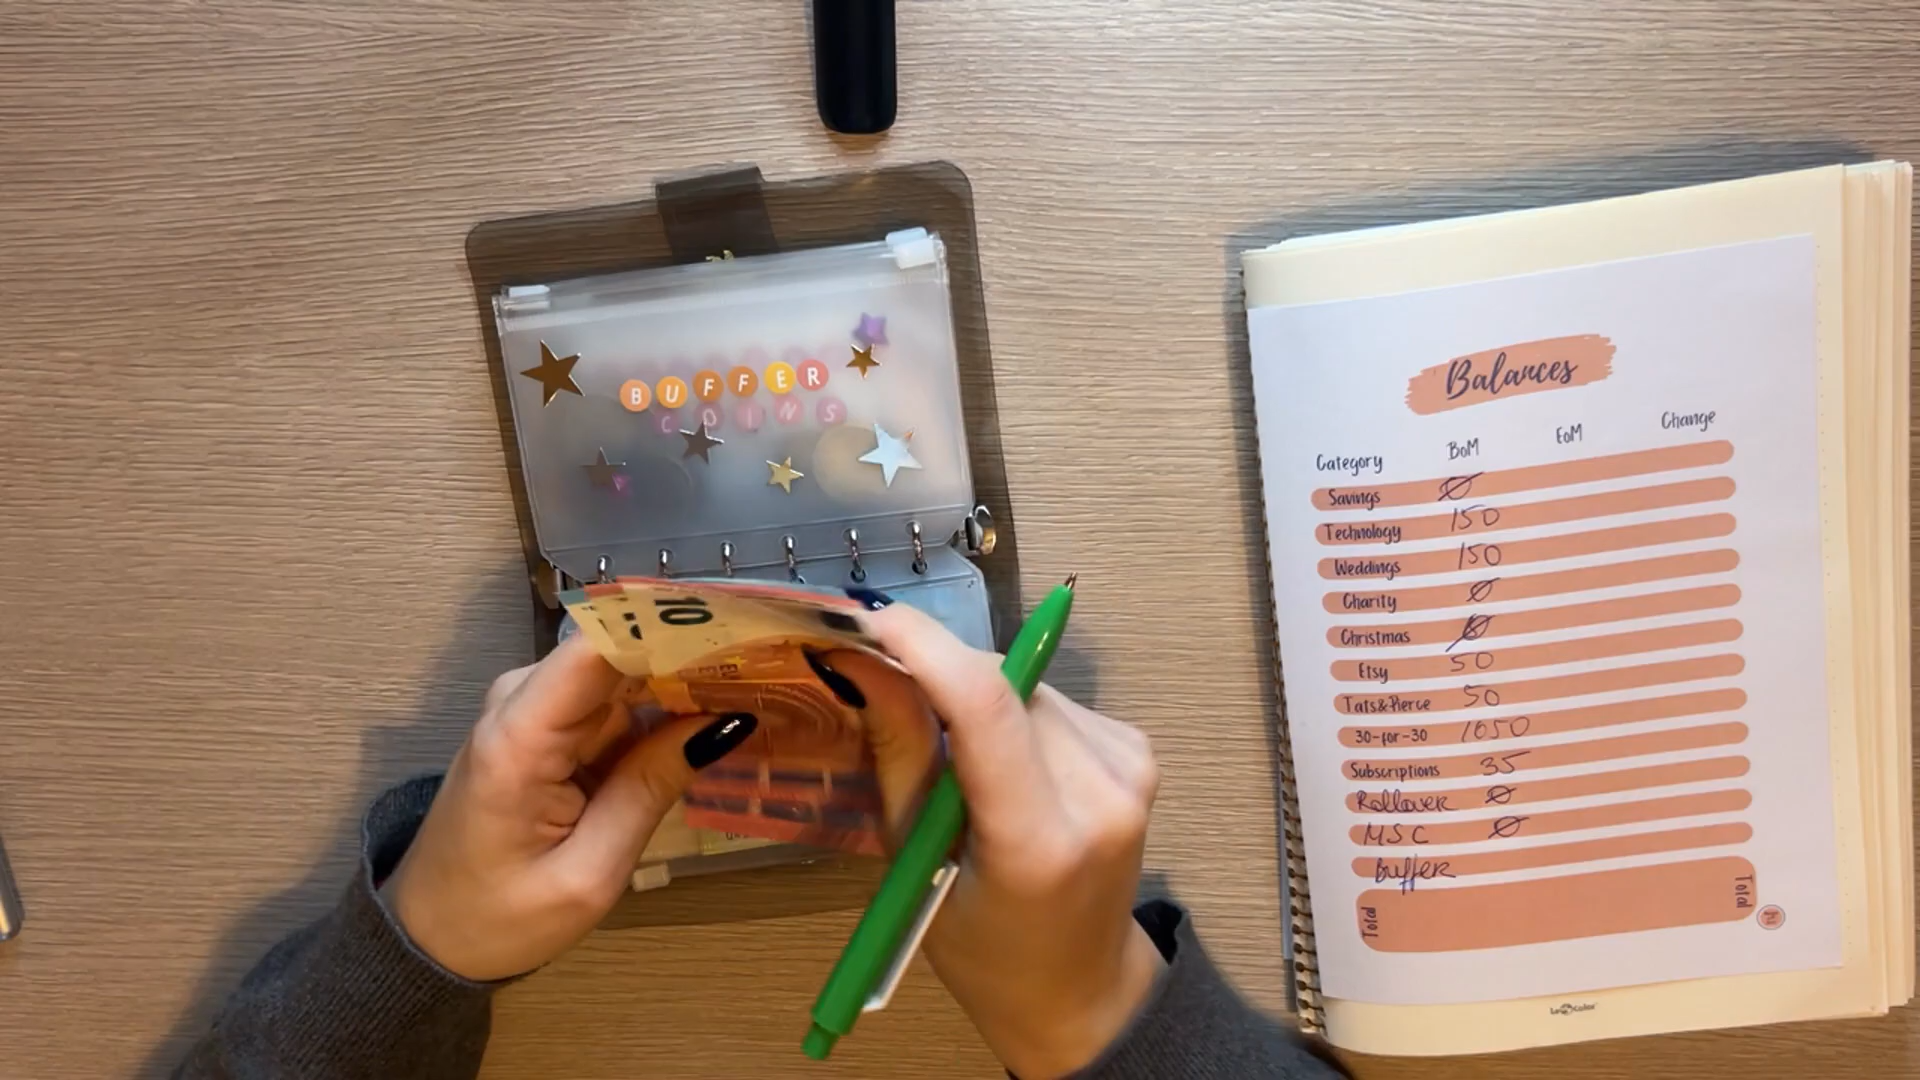 BUFFER
COINS
10
Balances
Category BoM EoM Change
Savings Ø
Technology 150
Weddings 150
Charity Ø
Christmas Ø
Etsy 50
Tats&Pierce 50
30-for-30 1050
Subscriptions 35
Rollover Ø
MSC Ø
Buffer
Total Total